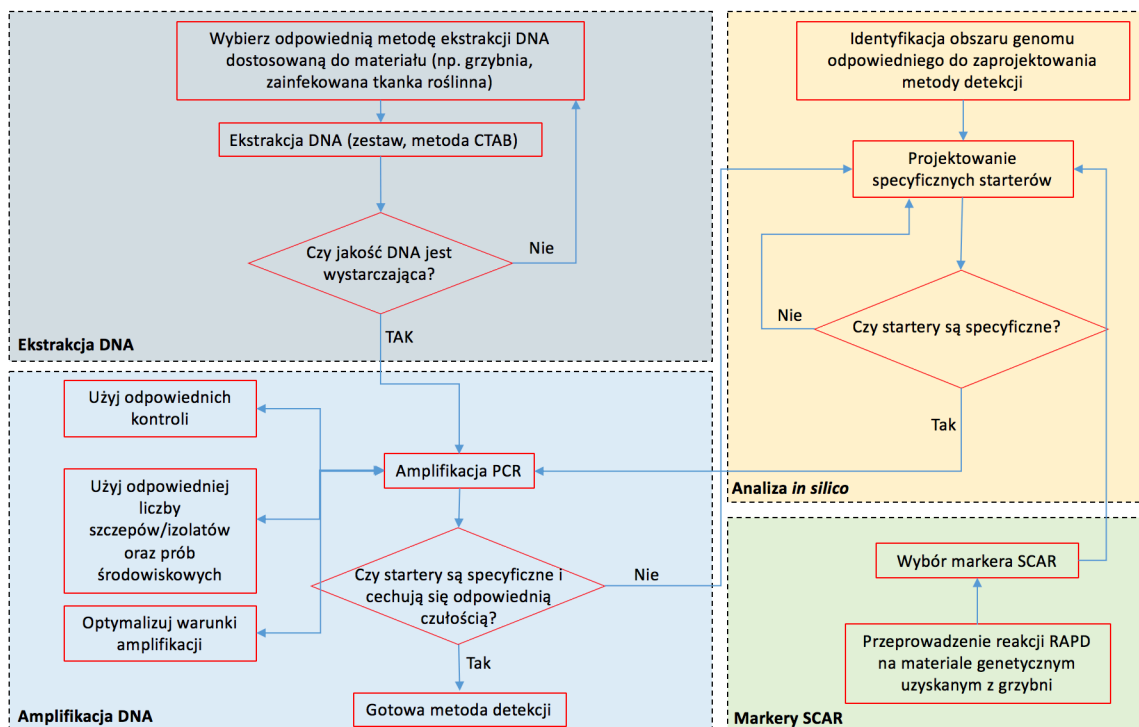 Wybierz odpowiednią metodę ekstrakcji DNA
dostosowaną do materiału (np. grzybnia,
zainfekowana tkanka roślinna)
Ekstrakcja DNA (zestaw, metoda CTAB)
Czy jakość DNA jest
wystarczająca?
Nie
TAK
Ekstrakcja DNA
Identyfikacja obszaru genomu
odpowiedniego do zaprojektowania
metody detekcji
Projektowanie
specyficznych starterów
Nie
Czy startery są specyficzne?
Tak
Analiza in silico
Użyj odpowiednich
kontroli
Amplifikacja PCR
Użyj odpowiedniej
liczby
szczepów/izolatów
oraz prób
środowiskowych
Czy startery są specyficzne i
cechują się odpowiednią
czułością?
Nie
Optymalizuj warunki
amplifikacji
Tak
Gotowa metoda detekcji
Amplifikacja DNA
Wybór markera SCAR
Przeprowadzenie reakcji RAPD
na materiale genetycznym
uzyskanym z grzybni
Markery SCAR